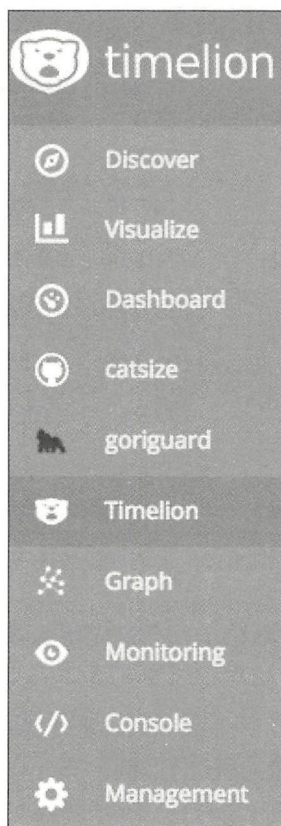 timelion
Discover
Visualize
Dashboard
catsize
goriguard
Timelion
Graph
Monitoring
Console
Management